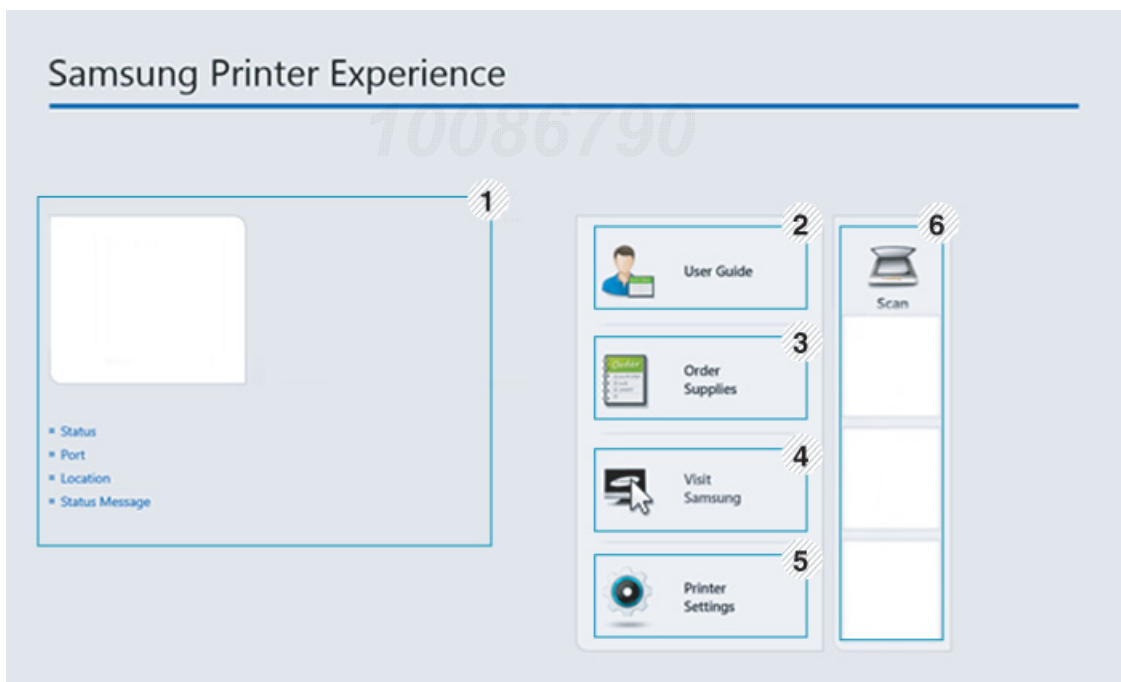 Samsung Printer Experience
10086790
1
Status
Port
Location
Status Message
2
User Guide
3
Order
Order
Supplies
4
Visit
Samsung
5
Printer
Settings
6
Scan